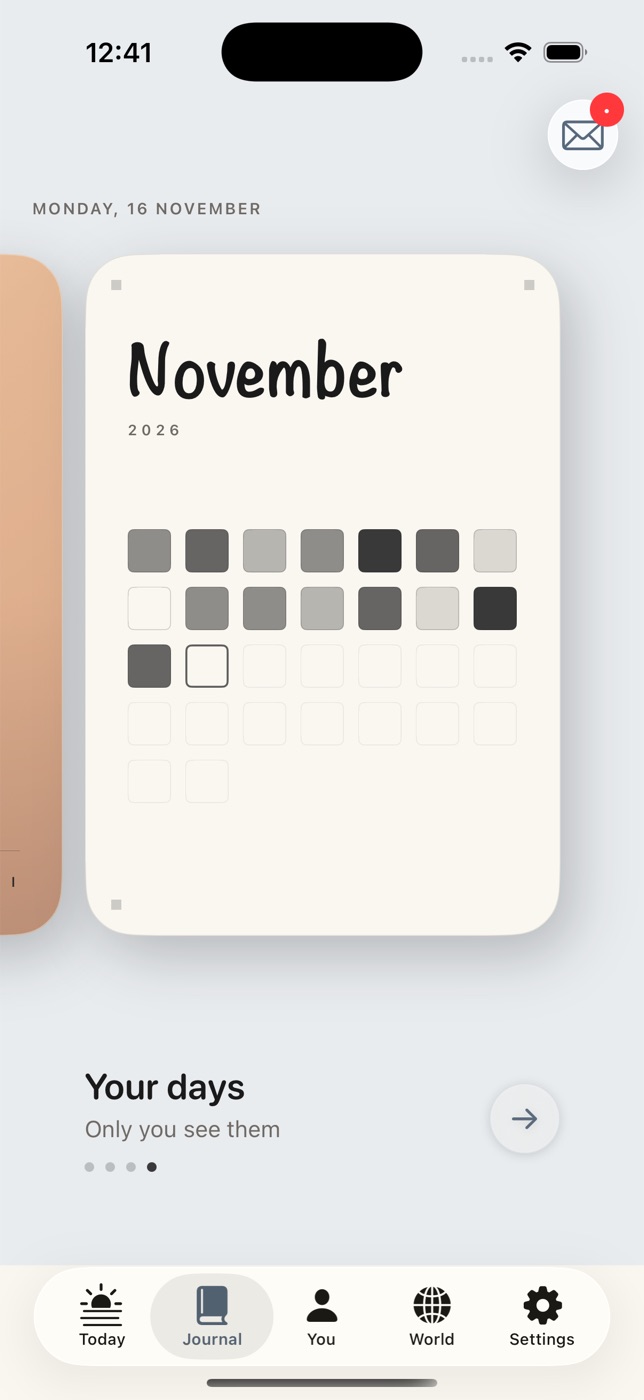 12:41
MONDAY, 16 NOVEMBER
November
2026
I
Your days
Only you see them
Today
Journal
You
World
Settings